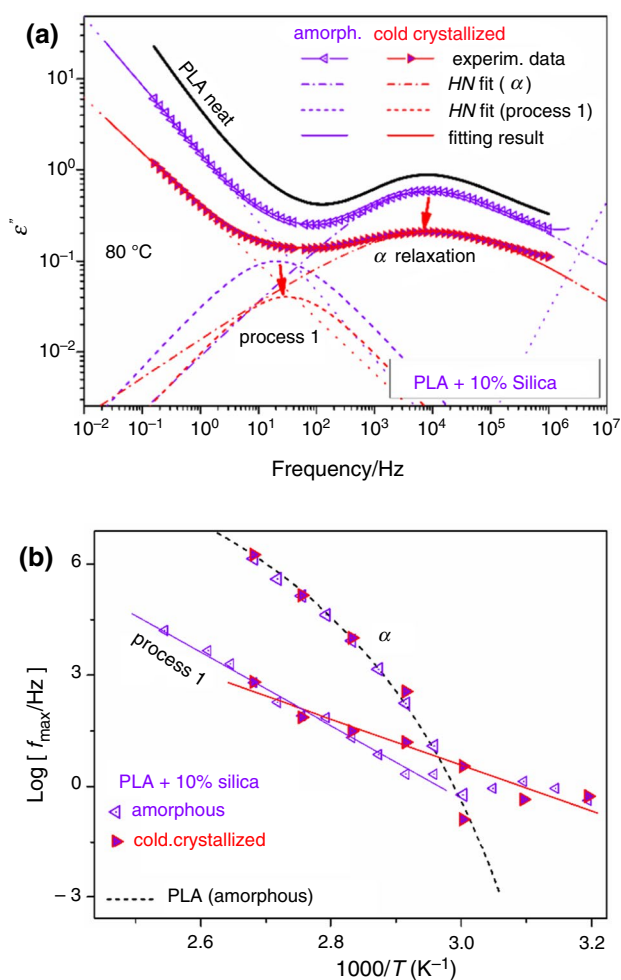 (a)
amorph. cold crystallized
experim. data
HN fit ( α )
HN fit (process 1)
fitting result
PLA neat
80 °C
α relaxation
process 1
PLA + 10% Silica
ε"
10¹
10⁰
10⁻¹
10⁻²
10⁻² 10⁻¹ 10⁰ 10¹ 10² 10³ 10⁴ 10⁵ 10⁶ 10⁷
Frequency/Hz
(b)
6
3
0
– 3
Log [ fmax/Hz ]
α
process 1
PLA + 10% silica
amorphous
cold.crystallized
PLA (amorphous)
2.6 2.8 3.0 3.2
1000/T (K⁻¹)